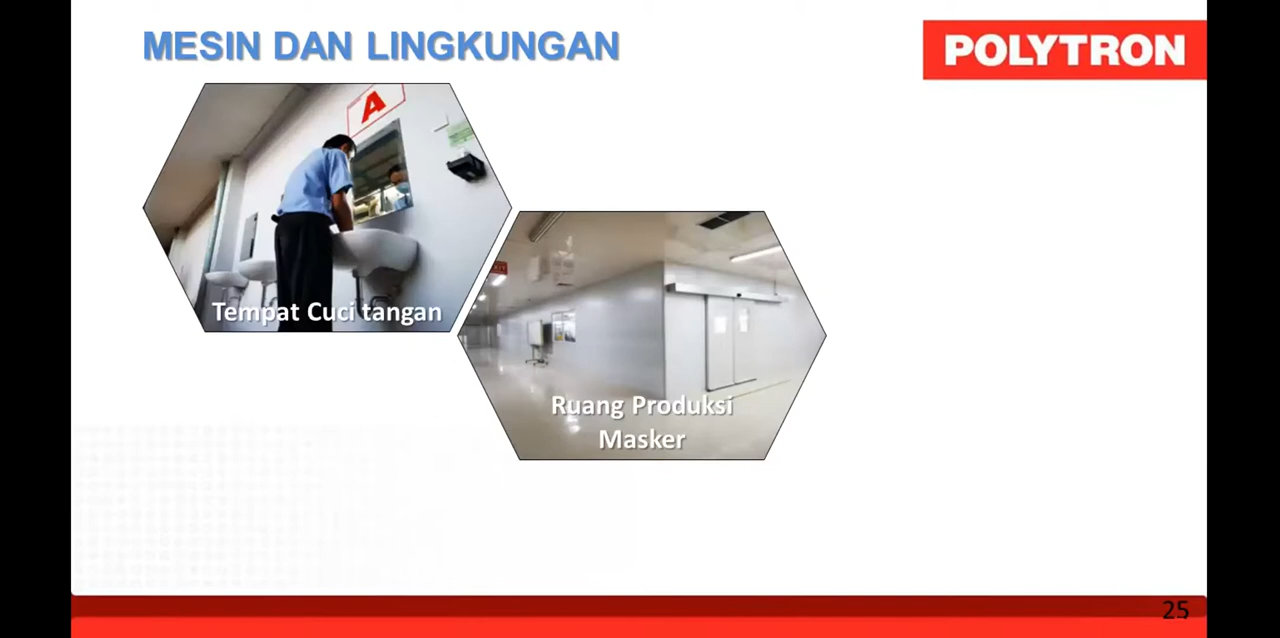 MESIN DAN LINGKUNGAN
POLYTRON
A
Tempat Cuci tangan
Ruang Produksi
Masker
25